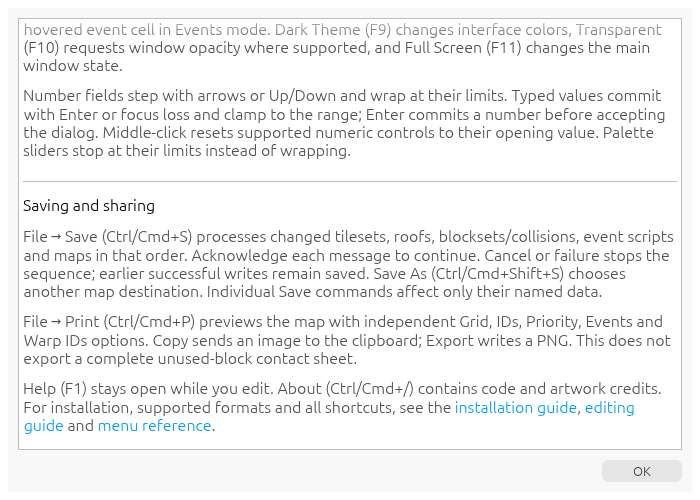 hovered event cell in Events mode. Dark Theme (F9) changes interface colors, Transparent
(F10) requests window opacity where supported, and Full Screen (F11) changes the main
window state.
Number fields step with arrows or Up/Down and wrap at their limits. Typed values commit
with Enter or focus loss and clamp to the range; Enter commits a number before accepting
the dialog. Middle-click resets supported numeric controls to their opening value. Palette
sliders stop at their limits instead of wrapping.
Saving and sharing
File → Save (Ctrl/Cmd+S) processes changed tilesets, roofs, blocksets/collisions, event scripts
and maps in that order. Acknowledge each message to continue. Cancel or failure stops the
sequence; earlier successful writes remain saved. Save As (Ctrl/Cmd+Shift+S) chooses
another map destination. Individual Save commands affect only their named data.
File → Print (Ctrl/Cmd+P) previews the map with independent Grid, IDs, Priority, Events and
Warp IDs options. Copy sends an image to the clipboard; Export writes a PNG. This does not
export a complete unused-block contact sheet.
Help (F1) stays open while you edit. About (Ctrl/Cmd+/) contains code and artwork credits.
For installation, supported formats and all shortcuts, see the installation guide, editing
guide and menu reference.
OK